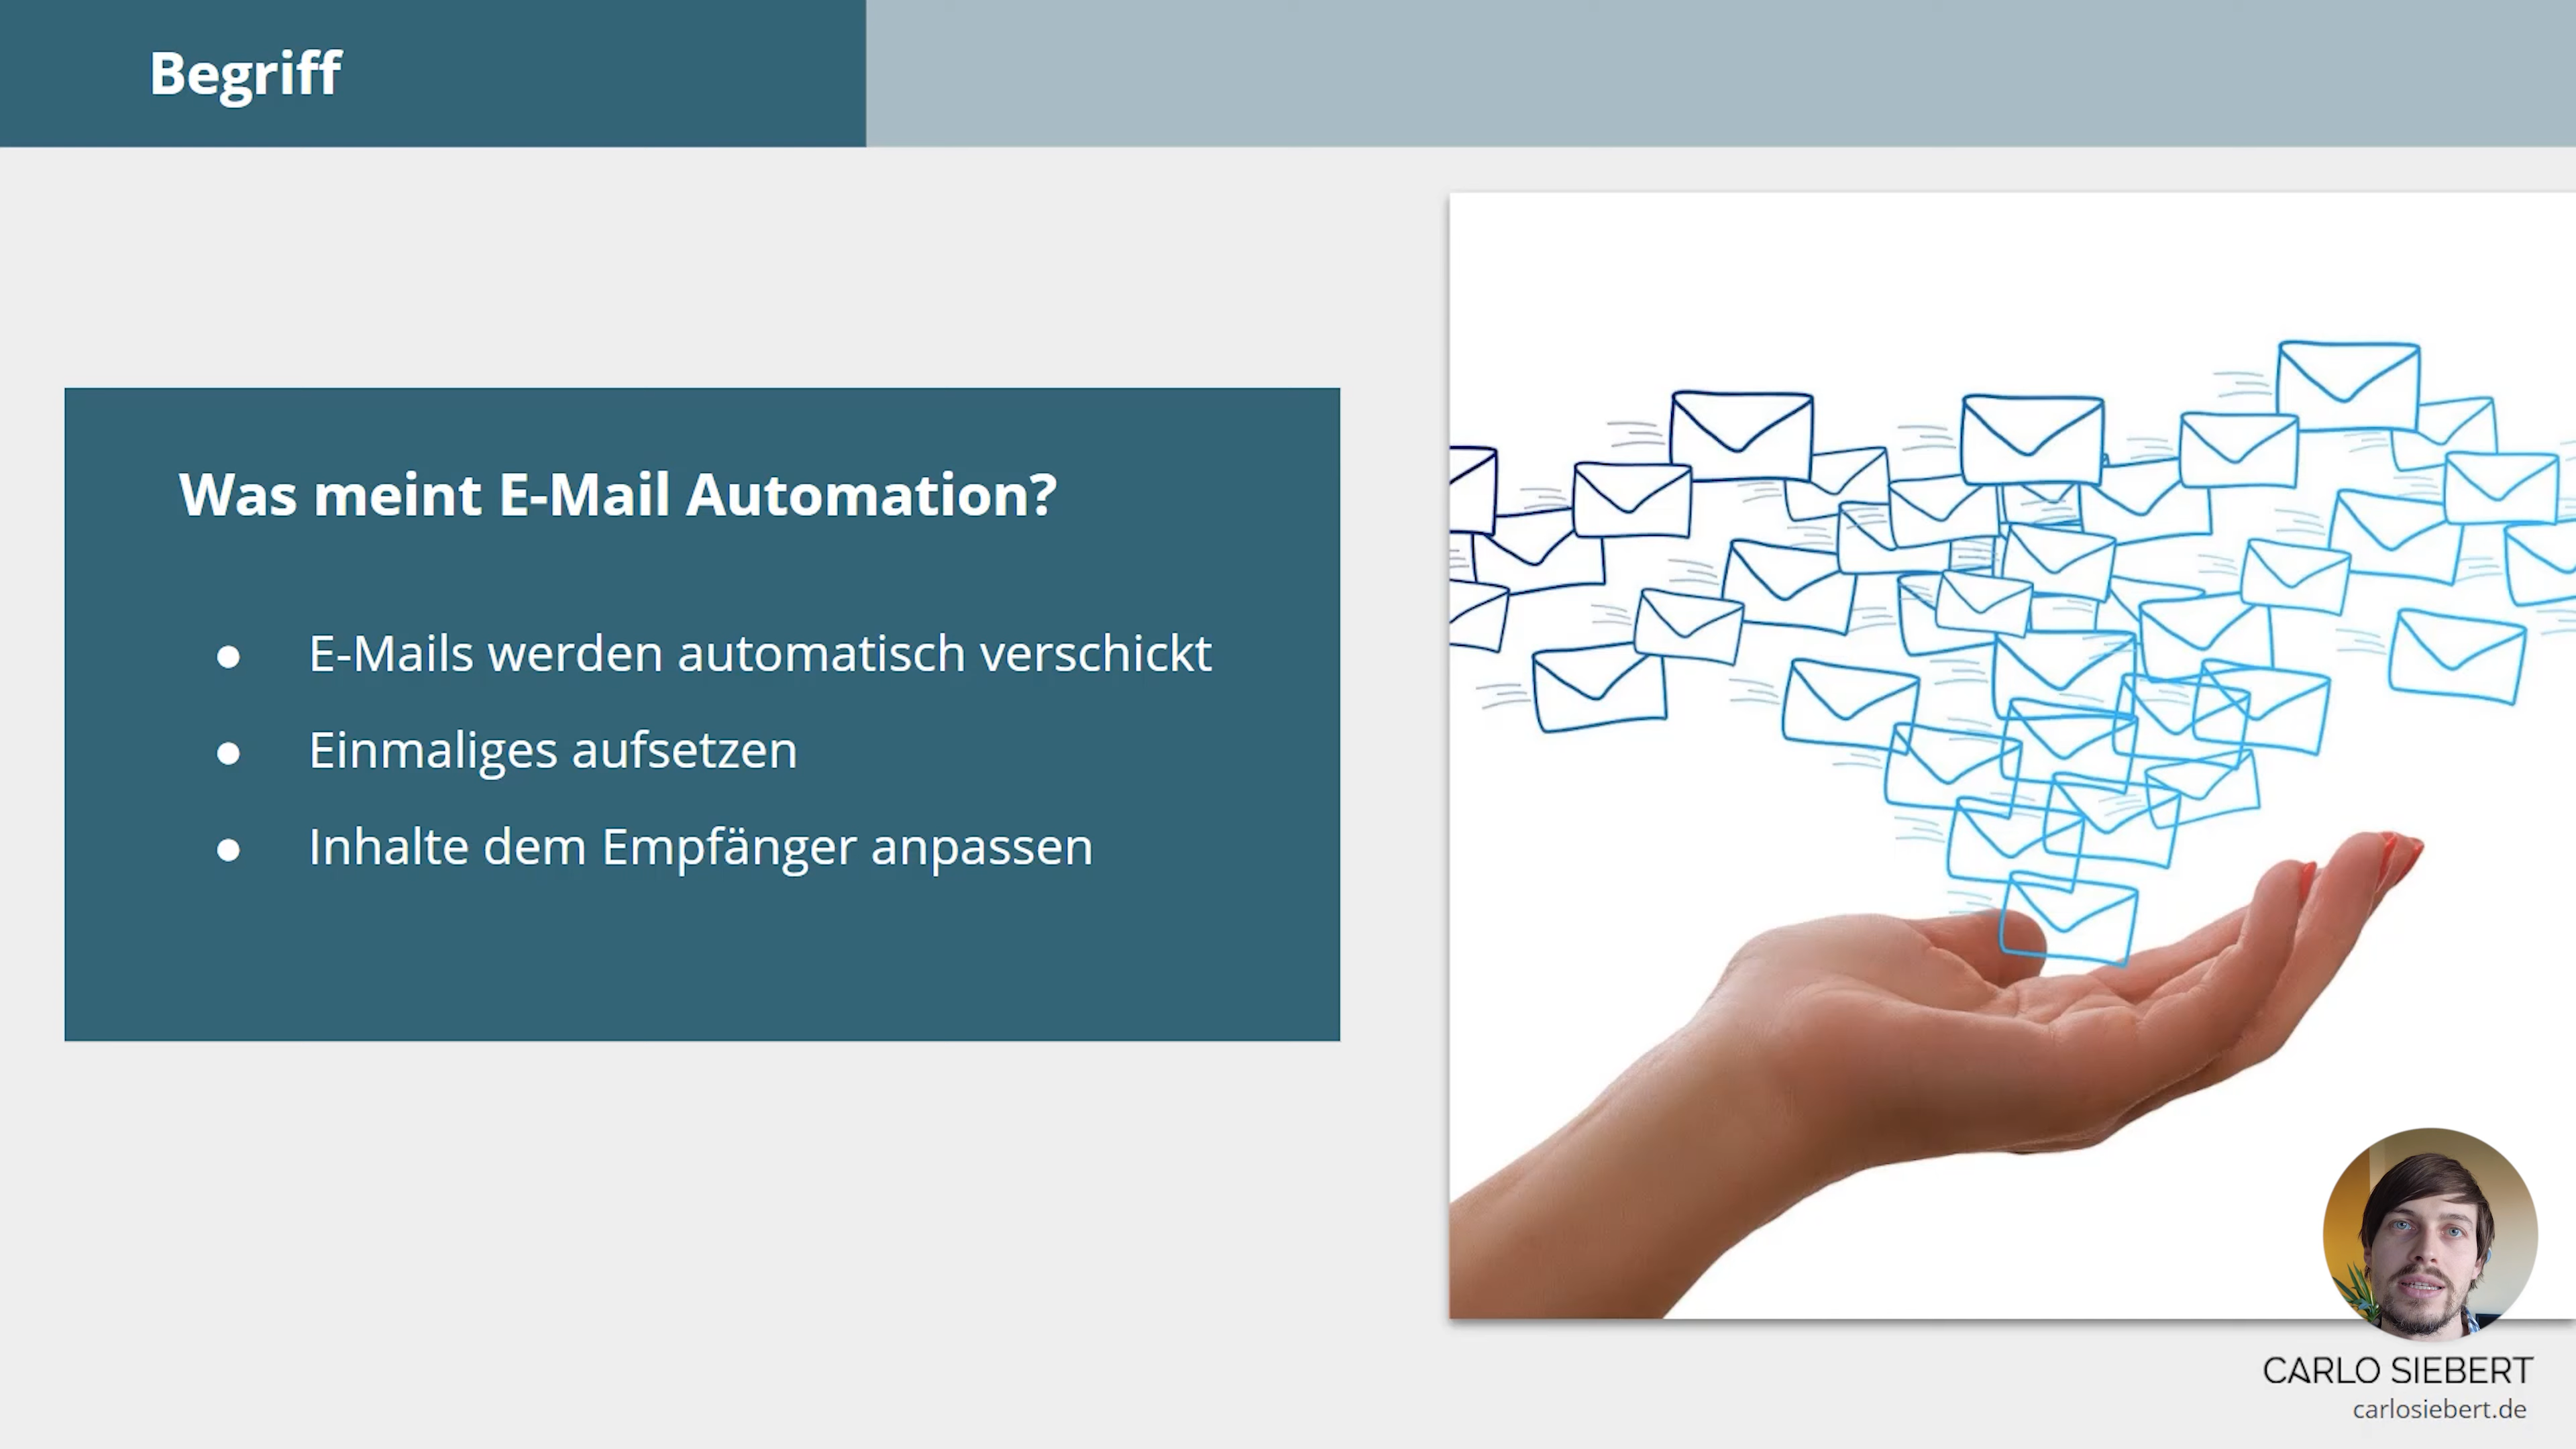 Begriff
Was meint E-Mail Automation?
● E-Mails werden automatisch verschickt
● Einmaliges aufsetzen
● Inhalte dem Empfänger anpassen
CARLO SIEBERT
carlosiebert.de